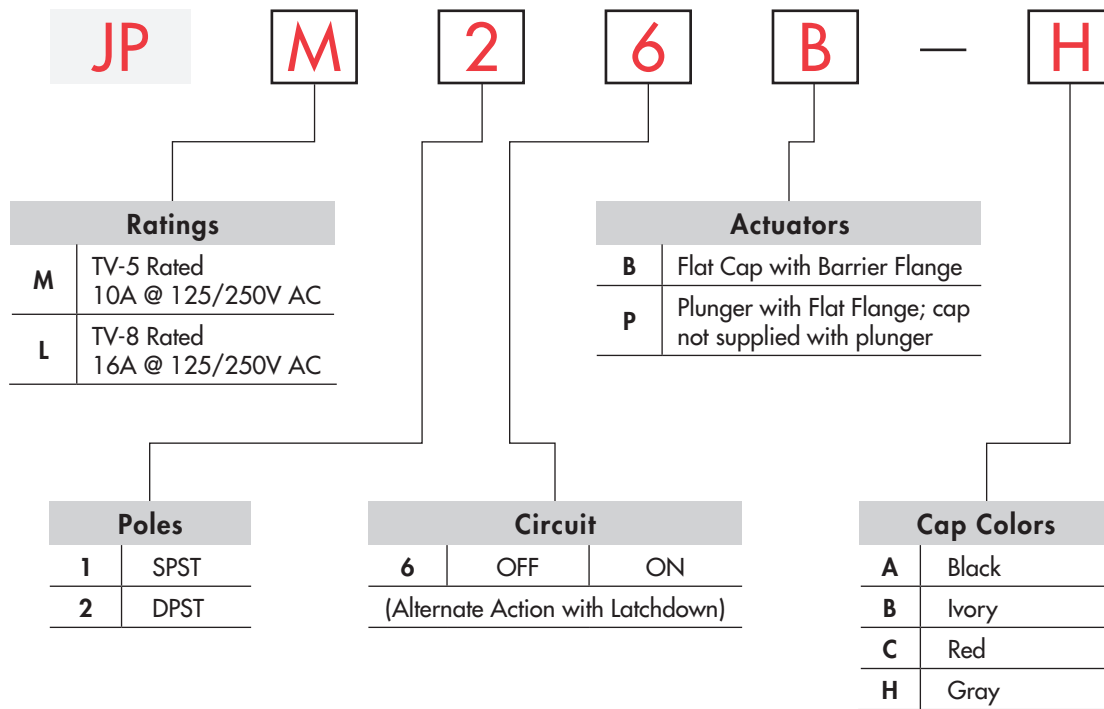 JP M 2 6 B — H
Ratings
M TV-5 Rated
10A @ 125/250V AC
L TV-8 Rated
16A @ 125/250V AC
Actuators
B Flat Cap with Barrier Flange
P Plunger with Flat Flange; cap
not supplied with plunger
Poles
1 SPST
2 DPST
Circuit
6 OFF ON
(Alternate Action with Latchdown)
Cap Colors
A Black
B Ivory
C Red
H Gray